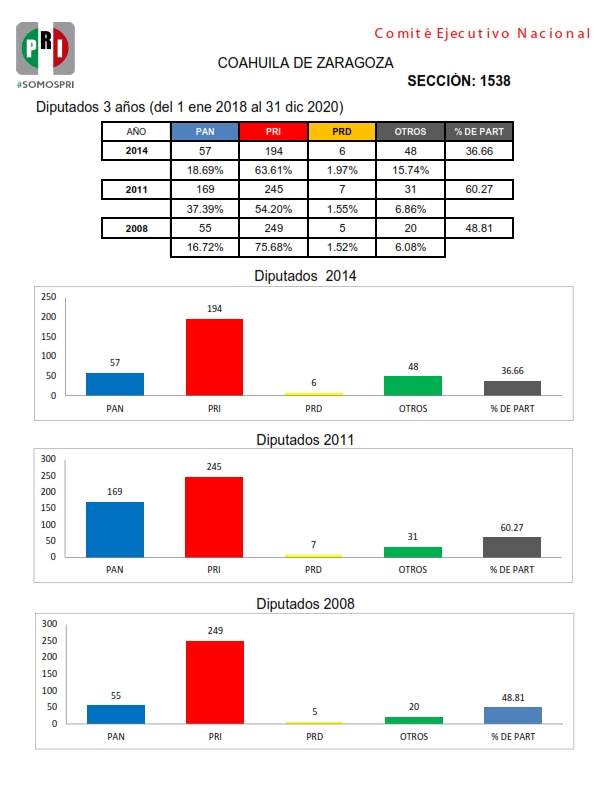 Comité Ejecutivo Nacional
PRI
#SOMOSPRI
COAHUILA DE ZARAGOZA
SECCIÓN: 1538
Diputados 3 años (del 1 ene 2018 al 31 dic 2020)
AÑO PAN PRI PRD OTROS % DE PART
2014 57 194 6 48 36.66
18.69% 63.61% 1.97% 15.74%
2011 169 245 7 31 60.27
37.39% 54.20% 1.55% 6.86%
2008 55 249 5 20 48.81
16.72% 75.68% 1.52% 6.08%
Diputados 2014
250
200
150
100
50
0
57 194 6 48 36.66
PAN PRI PRD OTROS % DE PART
Diputados 2011
300
250
200
150
100
50
0
169 245 7 31 60.27
PAN PRI PRD OTROS % DE PART
Diputados 2008
300
250
200
150
100
50
0
55 249 5 20 48.81
PAN PRI PRD OTROS % DE PART